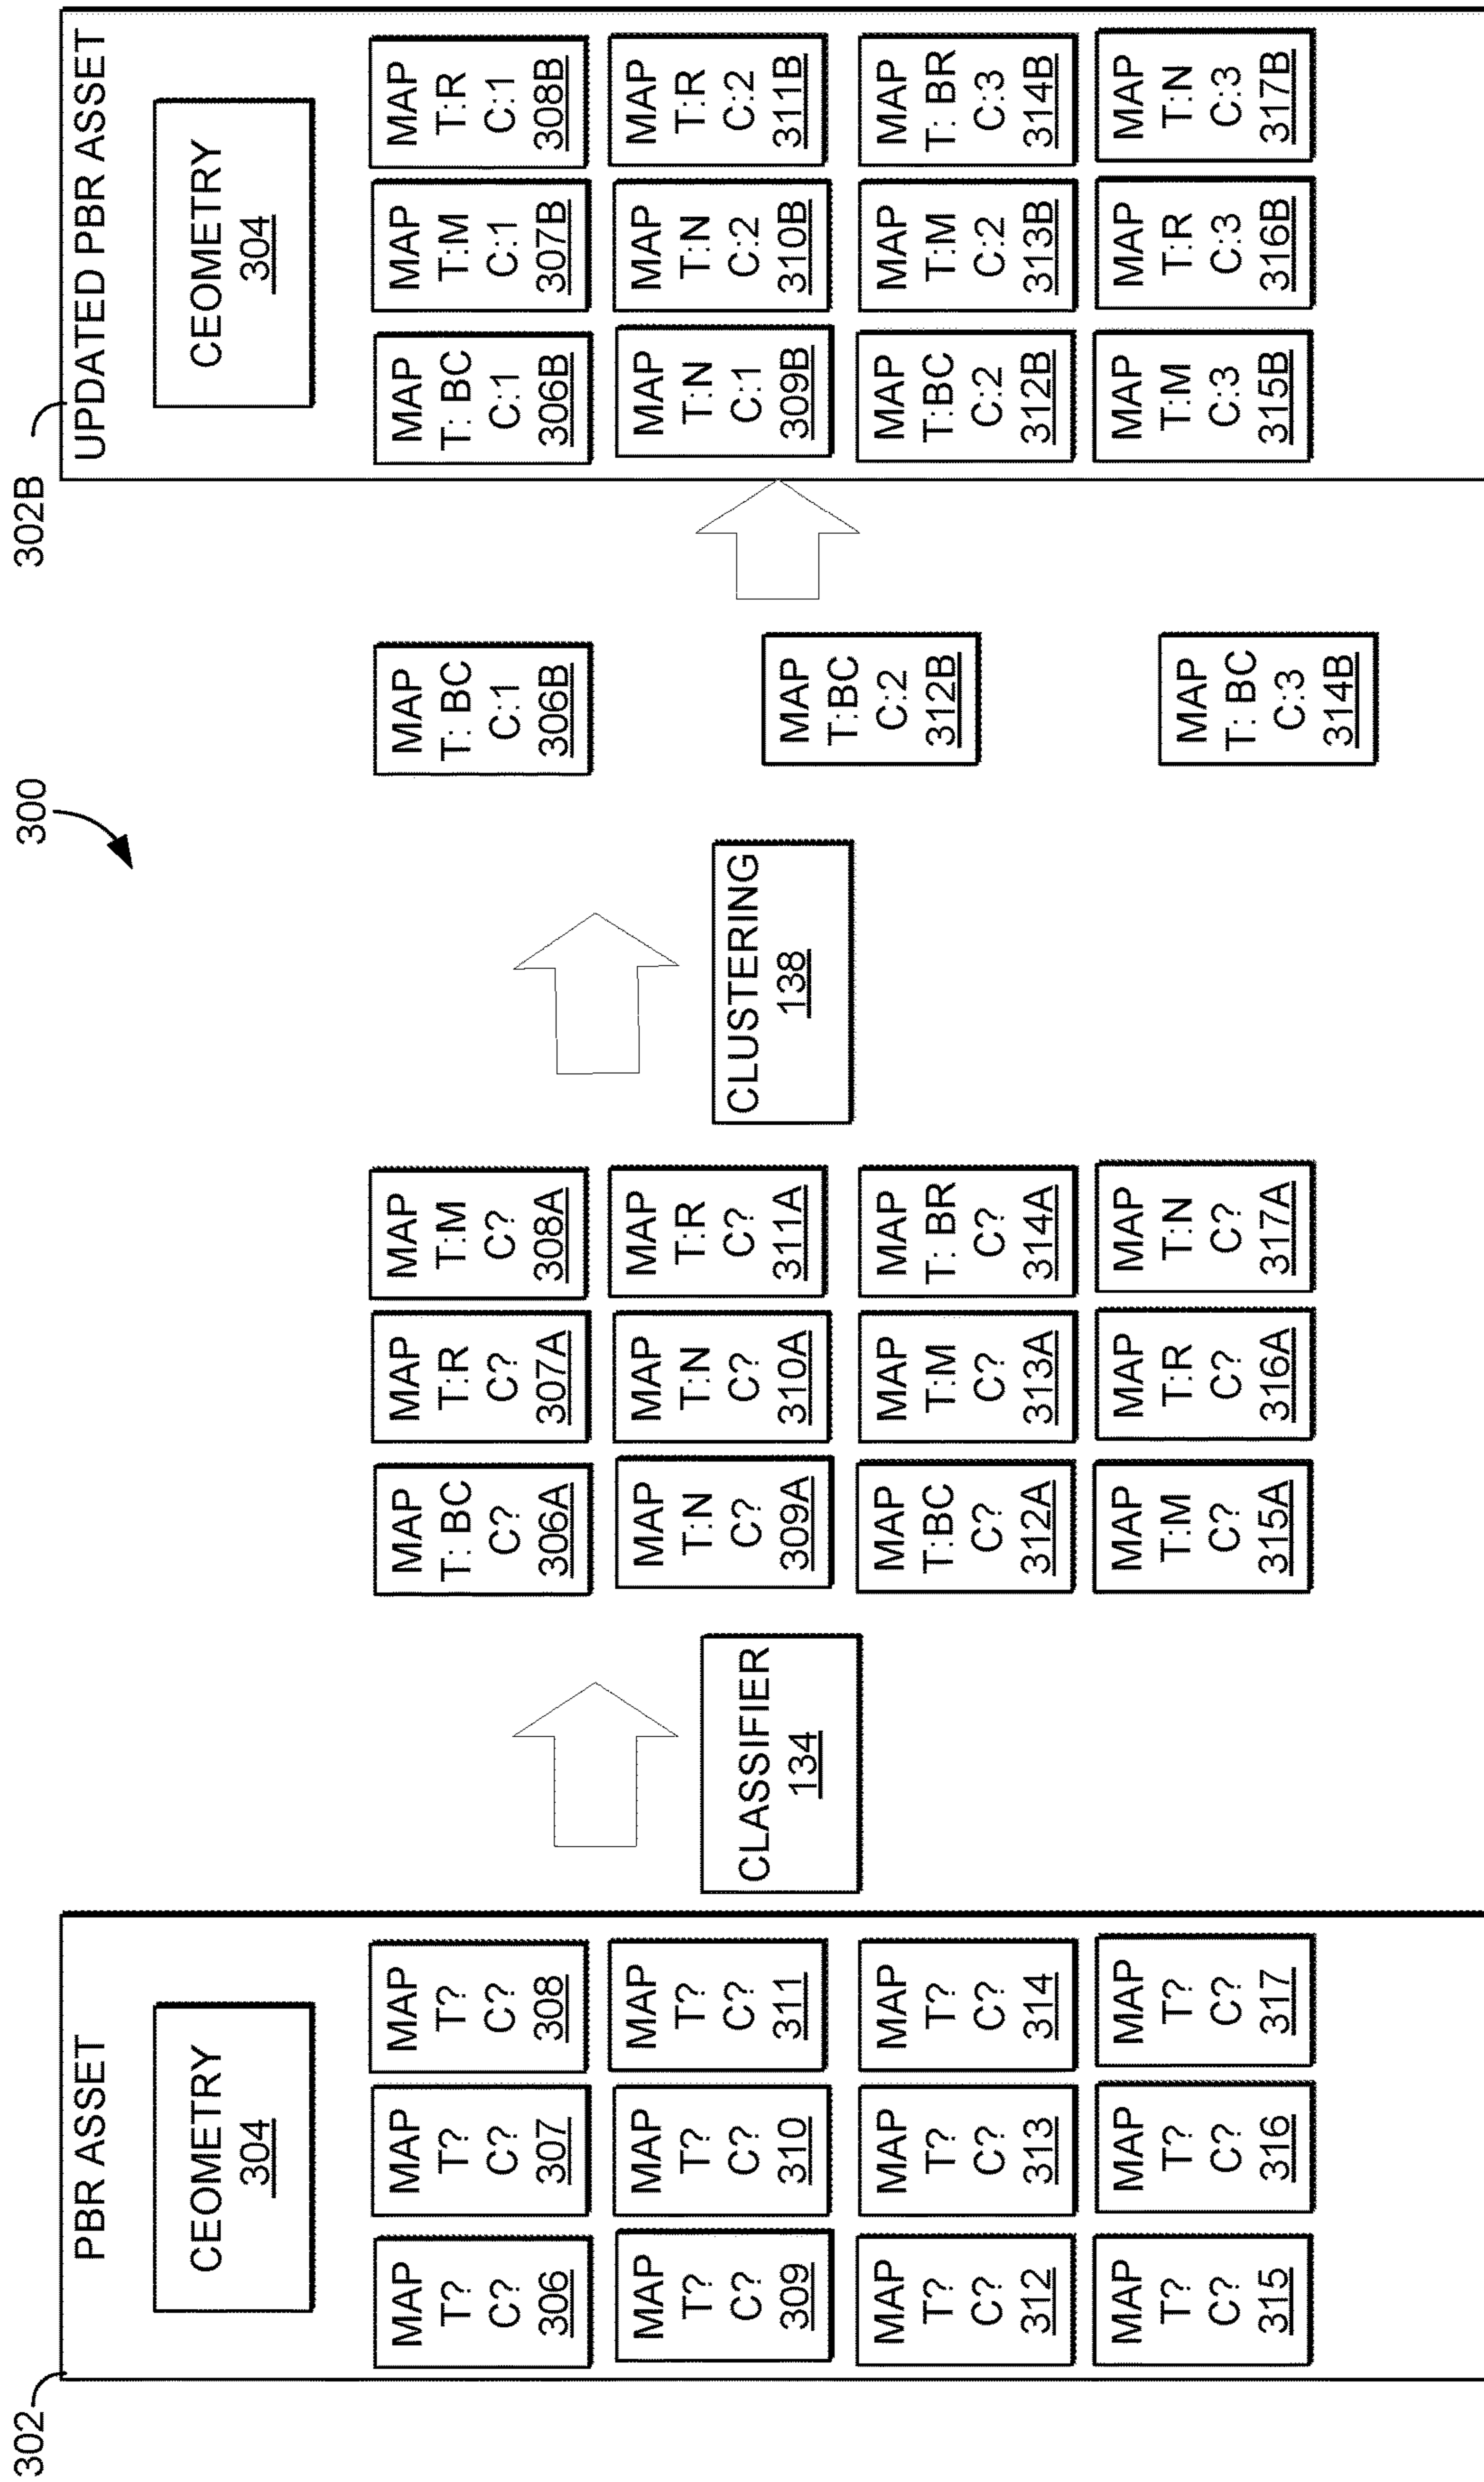 300
302
PBR ASSET
CEOMETRY
304
MAP
T?
C?
306
MAP
T?
C?
307
MAP
T?
C?
308
MAP
T?
C?
309
MAP
T?
C?
310
MAP
T?
C?
311
MAP
T?
C?
312
MAP
T?
C?
313
MAP
T?
C?
314
MAP
T?
C?
315
MAP
T?
C?
316
MAP
T?
C?
317
CLASSIFIER
134
MAP
T: BC
C?
306A
MAP
T:R
C?
307A
MAP
T:M
C?
308A
MAP
T:N
C?
309A
MAP
T:N
C?
310A
MAP
T:R
C?
311A
MAP
T:BC
C?
312A
MAP
T:M
C?
313A
MAP
T: BR
C?
314A
MAP
T:M
C?
315A
MAP
T:R
C?
316A
MAP
T:N
C?
317A
CLUSTERING
138
MAP
T: BC
C:1
306B
MAP
T:BC
C:2
312B
MAP
T: BC
C:3
314B
302B
UPDATED PBR ASSET
CEOMETRY
304
MAP
T: BC
C:1
306B
MAP
T:M
C:1
307B
MAP
T:R
C:1
308B
MAP
T:N
C:1
309B
MAP
T:N
C:2
310B
MAP
T:R
C:2
311B
MAP
T:BC
C:2
312B
MAP
T:M
C:2
313B
MAP
T: BR
C:3
314B
MAP
T:M
C:3
315B
MAP
T:R
C:3
316B
MAP
T:N
C:3
317B